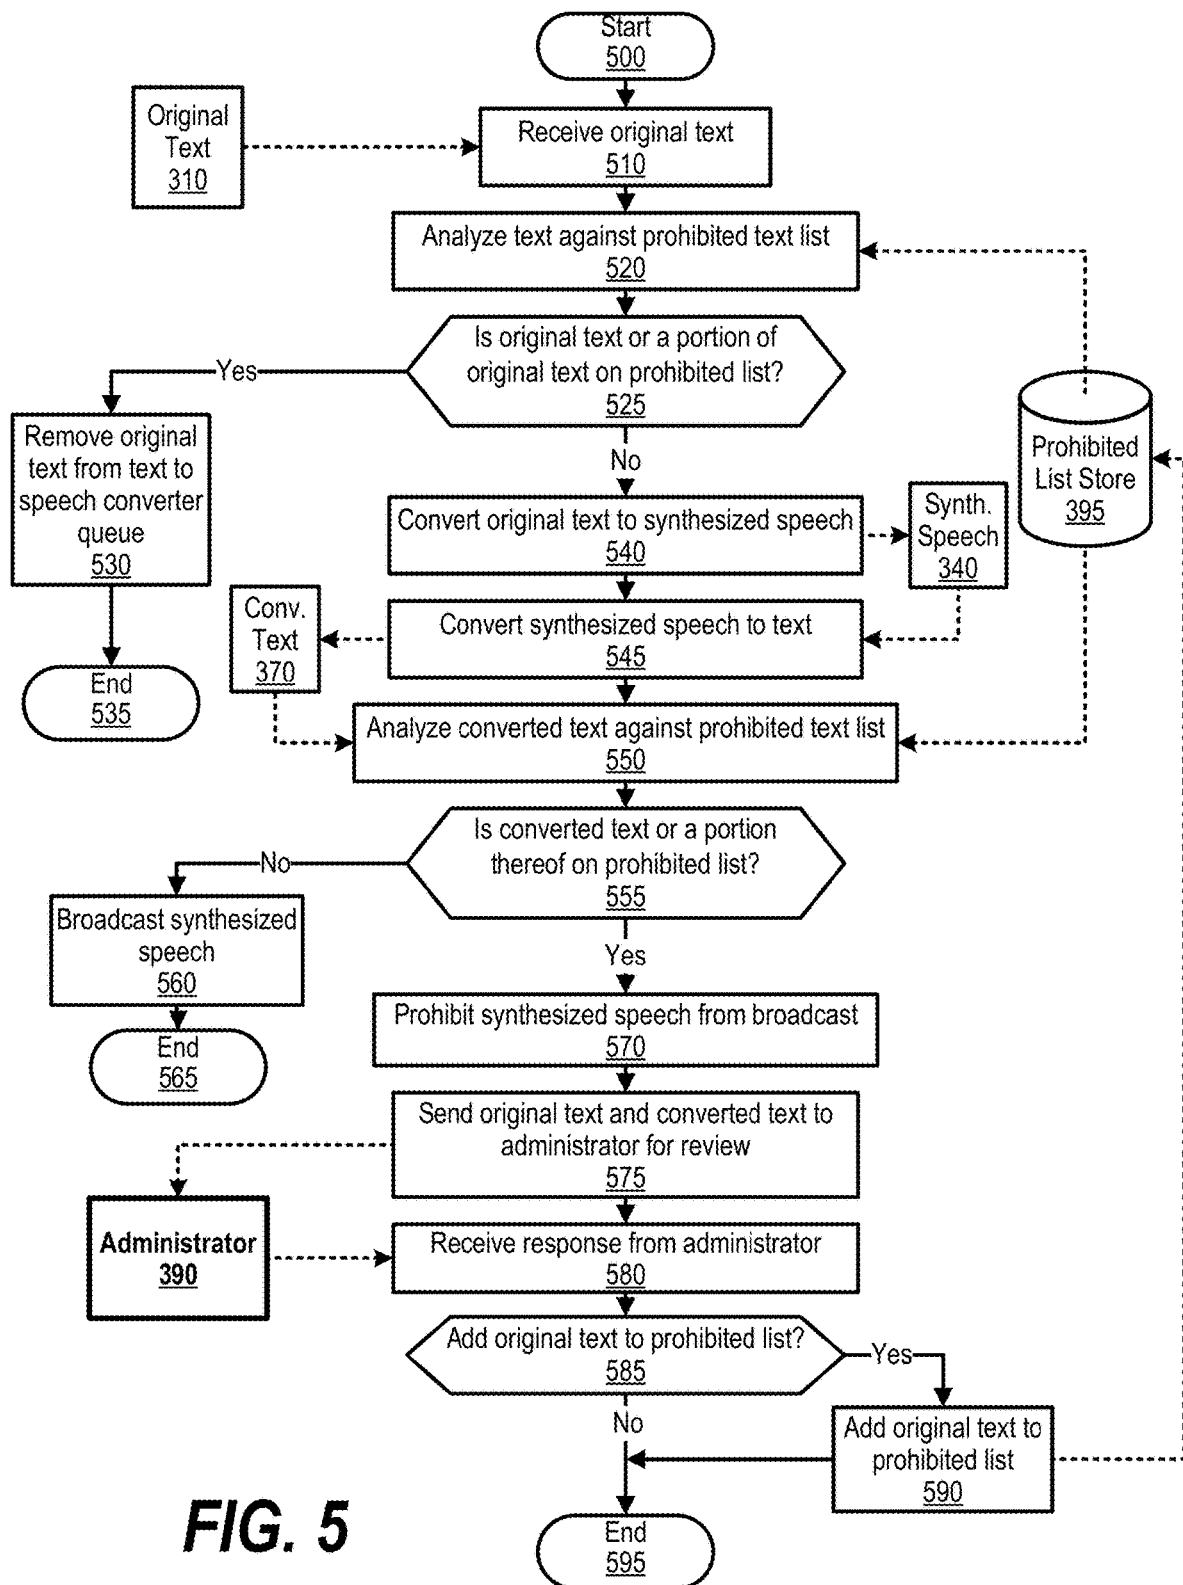 Start
500
Original
Text
310
Receive original text
510
Analyze text against prohibited text list
520
Is original text or a portion of
original text on prohibited list?
525
Yes
No
Remove original
text from text to
speech converter
queue
530
End
535
Prohibited
List Store
395
Convert original text to synthesized speech
540
Synth.
Speech
340
Conv.
Text
370
Convert synthesized speech to text
545
Analyze converted text against prohibited text list
550
Is converted text or a portion
thereof on prohibited list?
555
No
Yes
Broadcast synthesized
speech
560
End
565
Prohibit synthesized speech from broadcast
570
Send original text and converted text to
administrator for review
575
Administrator
390
Receive response from administrator
580
Add original text to prohibited list?
585
Yes
No
Add original text to
prohibited list
590
End
595
FIG. 5